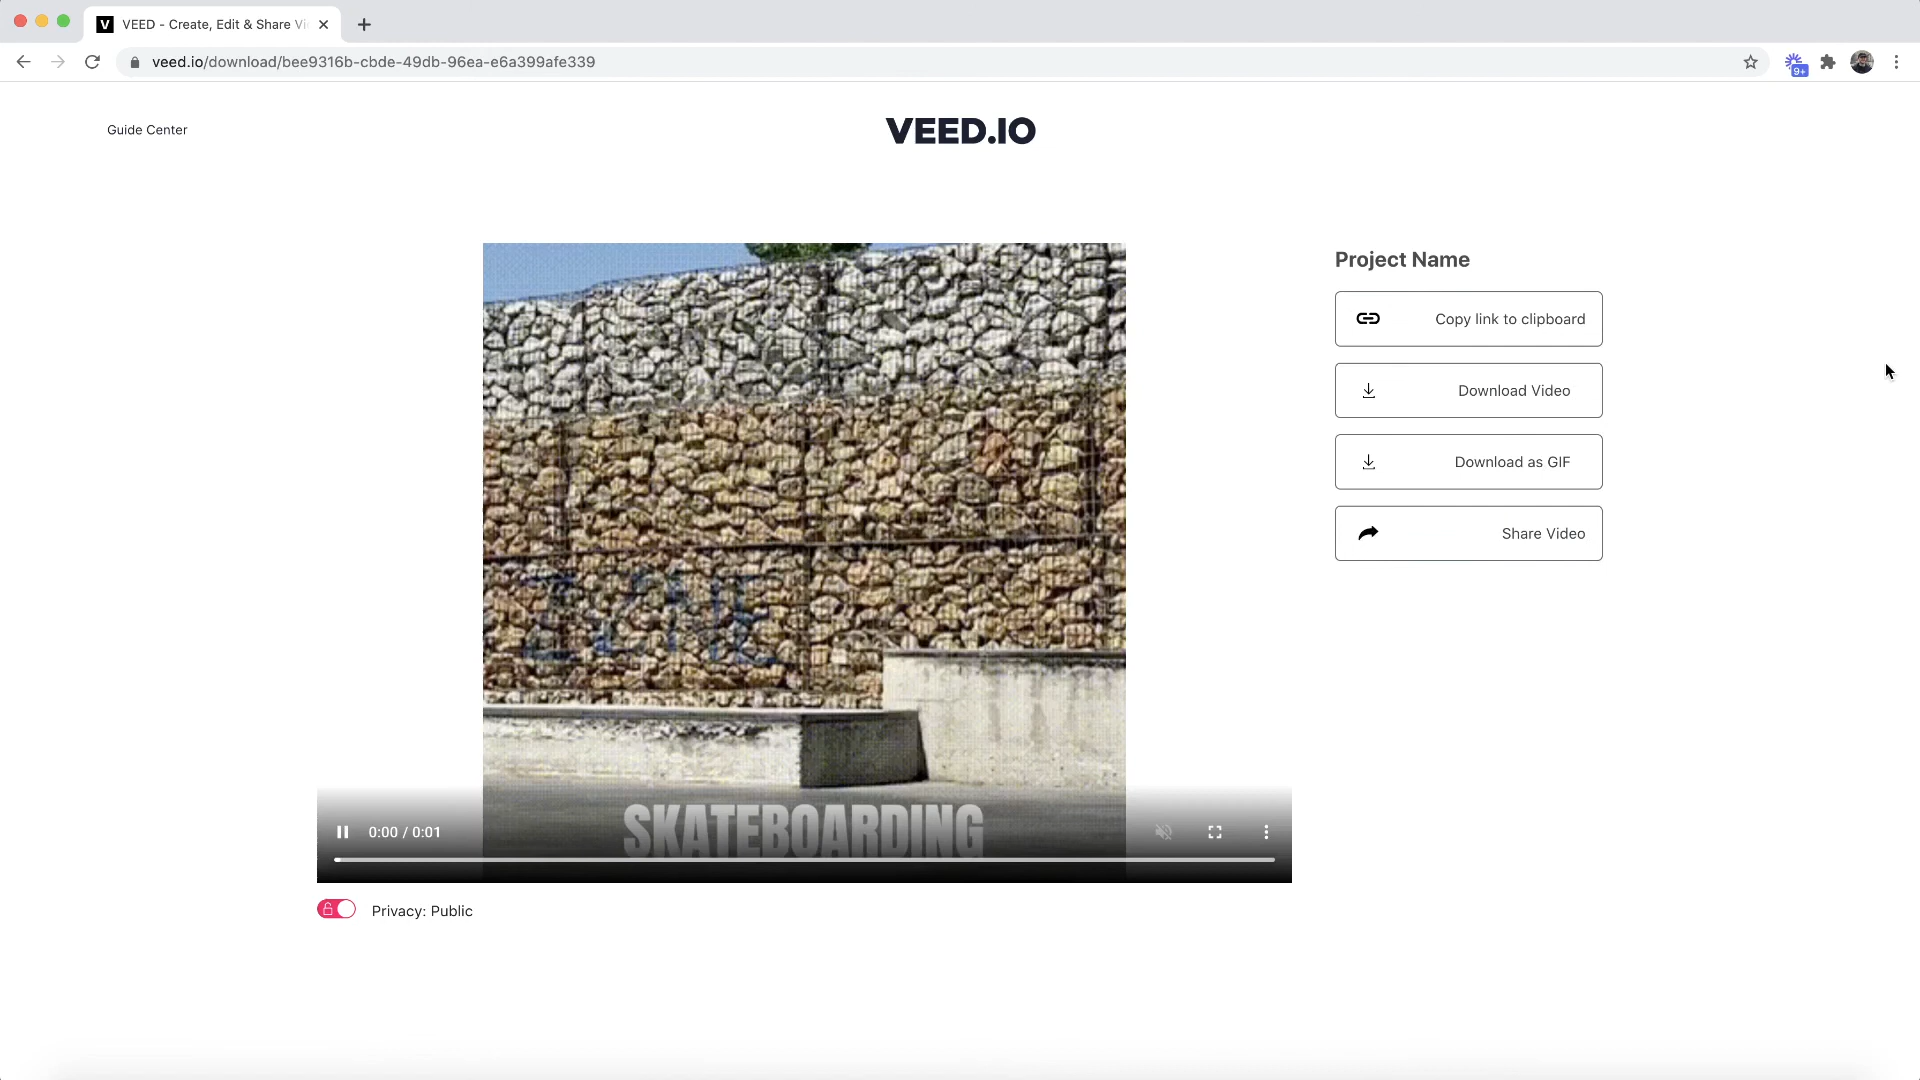 VEED - Create, Edit & Share Vi
veed.io/download/bee9316b-cbde-49db-96ea-e6a399afe339
9+
Guide Center
VEED.IO
Project Name
Copy link to clipboard
Download Video
Download as GIF
Share Video
SKATEBOARDING
0:00 / 0:01
Privacy: Public